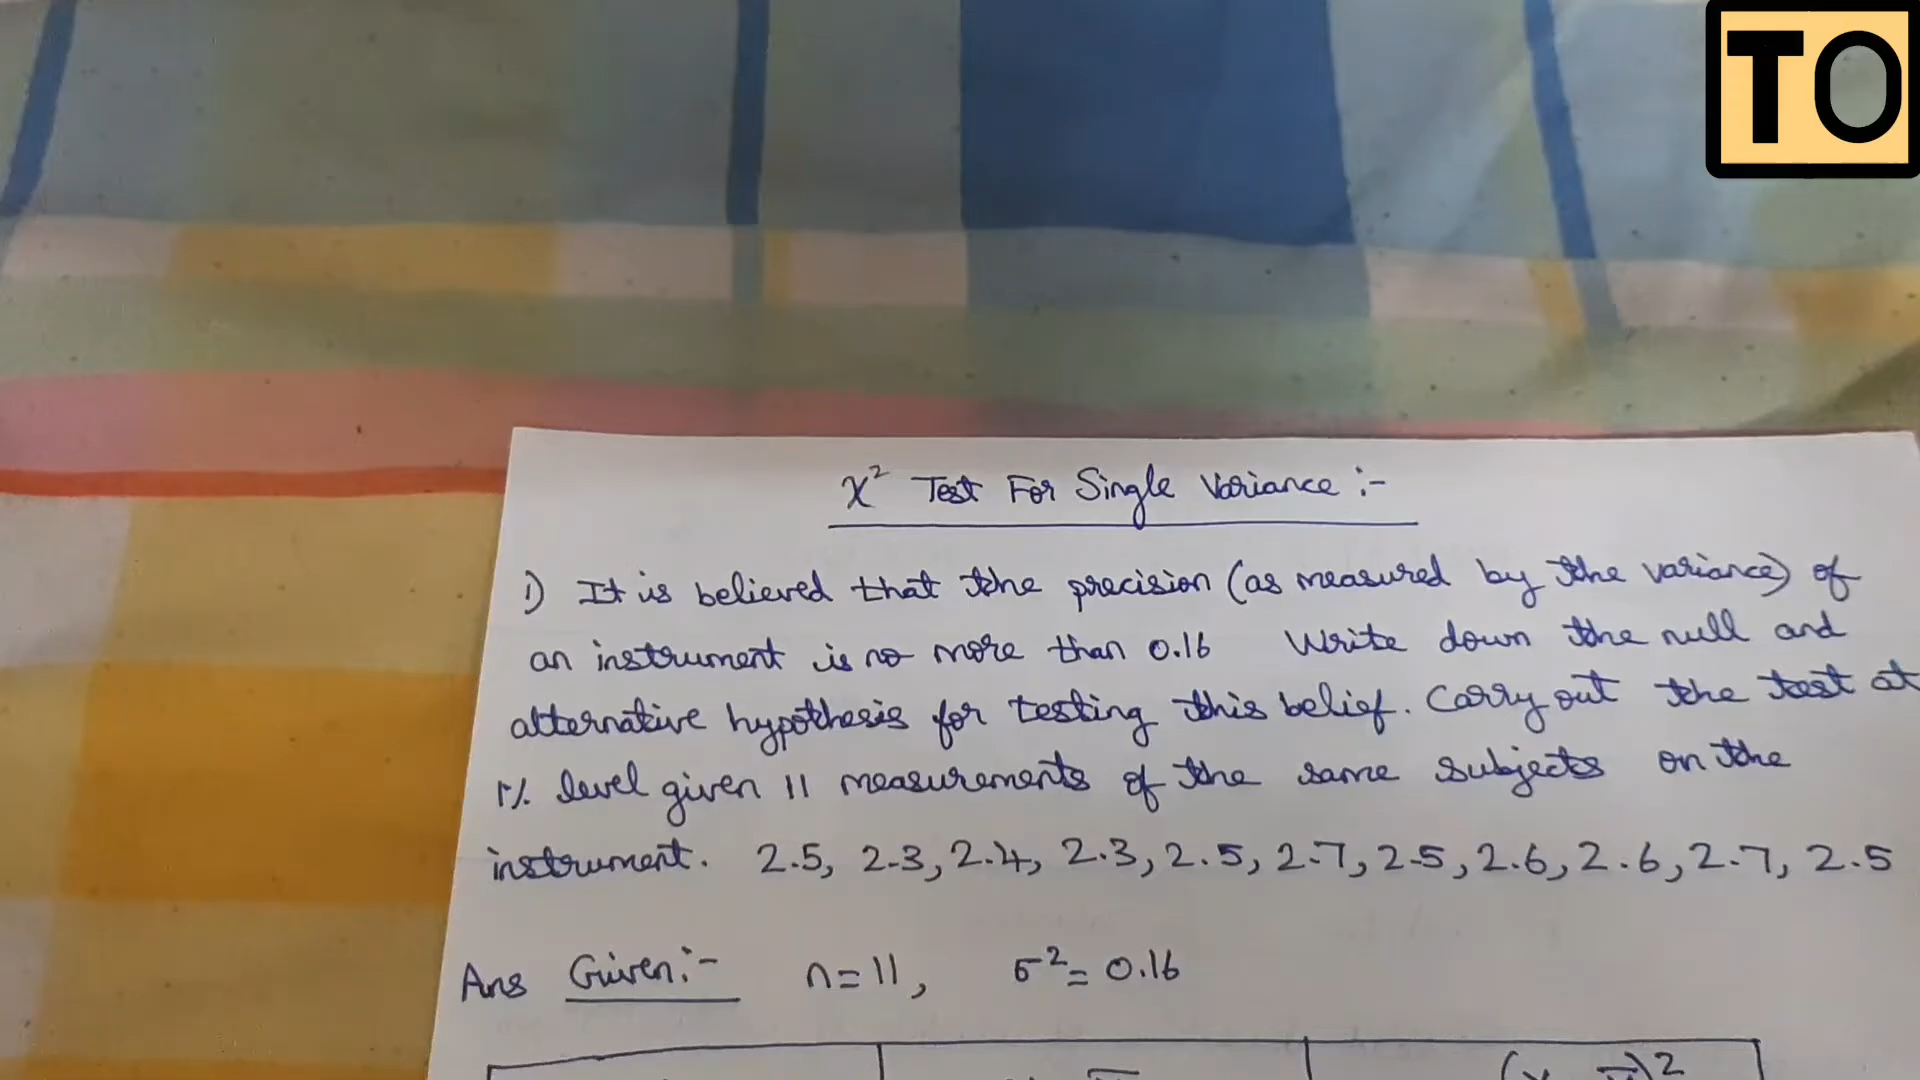 TO
χ² Test For Single Variance :-
1) It is believed that the precision (as measured by the variance) of
an instrument is no more than 0.16 Write down the null and
alternative hypothesis for testing this belief. Carry out the test at
1% level given 11 measurements of the same subjects on the
instrument. 2.5, 2.3, 2.4, 2.3, 2.5, 2.7, 2.5, 2.6, 2.6, 2.7, 2.5
Ans Given:- n=11, σ²= 0.16